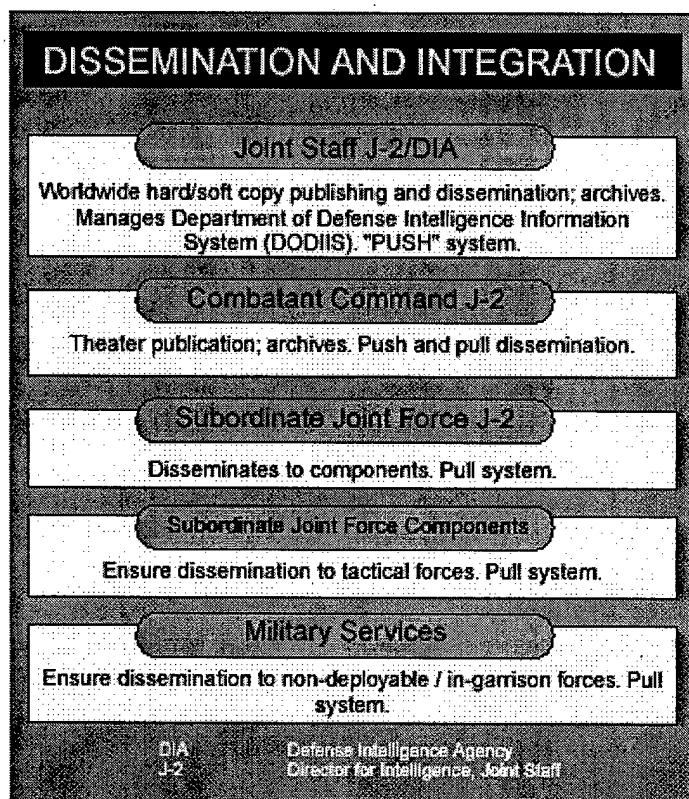 DISSEMINATION AND INTEGRATION
Joint Staff J-2/DIA
Worldwide hard/soft copy publishing and dissemination; archives.
Manages Department of Defense Intelligence Information
System (DODIIS). "PUSH" system.
Combatant Command J-2
Theater publication; archives. Push and pull dissemination.
Subordinate Joint Force J-2
Disseminates to components. Pull system.
Subordinate Joint Force Components
Ensure dissemination to tactical forces. Pull system.
Military Services
Ensure dissemination to non-deployable / in-garrison forces. Pull
system.
DIA Defense Intelligence Agency
J-2 Director for Intelligence, Joint Staff